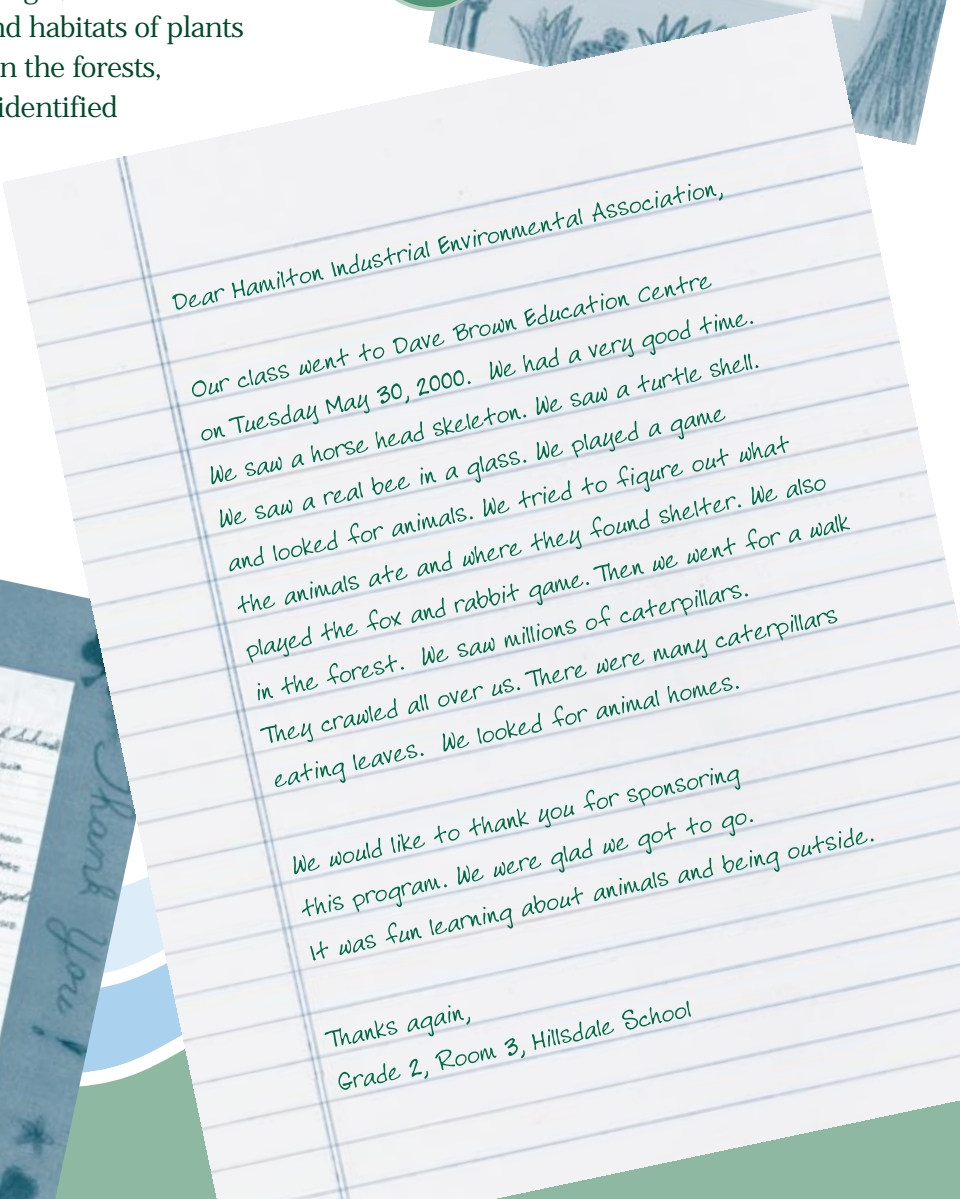 nd habitats of plants
n the forests,
identified
Dear Hamilton Industrial Environmental Association,
Our class went to Dave Brown Education Centre
on Tuesday May 30, 2000. We had a very good time.
We saw a horse head skeleton. We saw a turtle shell.
We saw a real bee in a glass. We played a game
and looked for animals. We tried to figure out what
the animals ate and where they found shelter. We also
played the fox and rabbit game. Then we went for a walk
in the forest. We saw millions of caterpillars.
They crawled all over us. There were many caterpillars
eating leaves. We looked for animal homes.
We would like to thank you for sponsoring
this program. We were glad we got to go.
It was fun learning about animals and being outside.
Thanks again,
Grade 2, Room 3, Hillsdale School
Thank you!